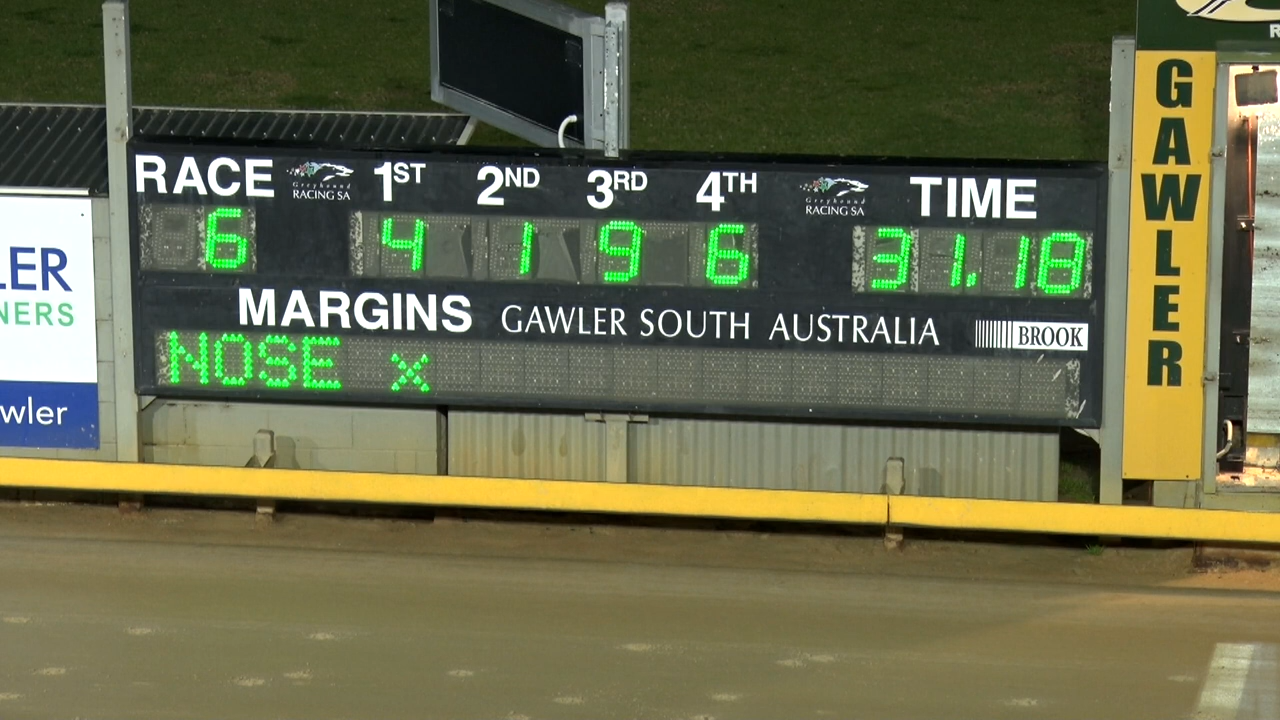 RACE Greyhound RACING SA 1ST 2ND 3RD 4TH Greyhound RACING SA TIME
6 4 1 9 6 31.18
MARGINS GAWLER SOUTH AUSTRALIA BROOK
NOSE x
GAWLER
LER
NERS
wler
R